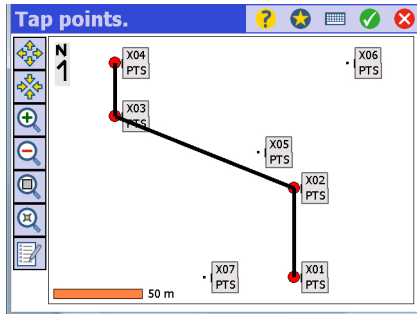 Tap points.
?
N
1
X04
PTS
X06
PTS
X03
PTS
X05
PTS
X02
PTS
X07
PTS
X01
PTS
50 m